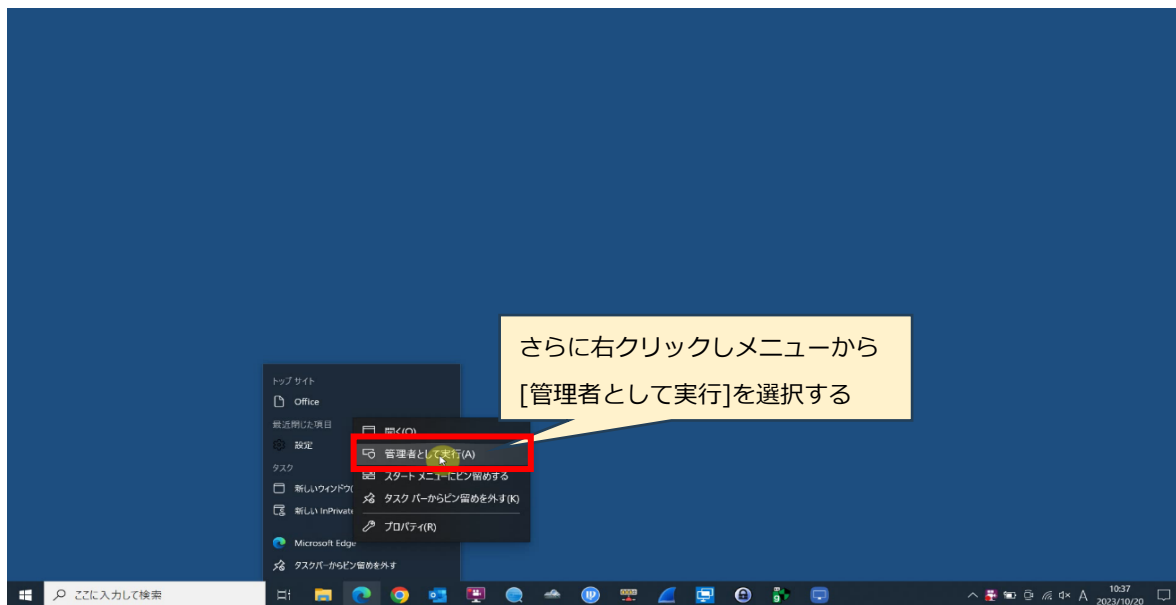 さらに右クリックしメニューから
[管理者として実行]を選択する
トップ サイト
Office
最近閉じた項目
設定
タスク
新しいウィンドウ(
新しい InPrivate
Microsoft Edge
タスクバーからピン留めを外す
開く(O)
管理者として実行(A)
スタート メニューにピン留めする
タスク バーからピン留めを外す(K)
プロパティ(R)
ここに入力して検索
A
10:37
2023/10/20